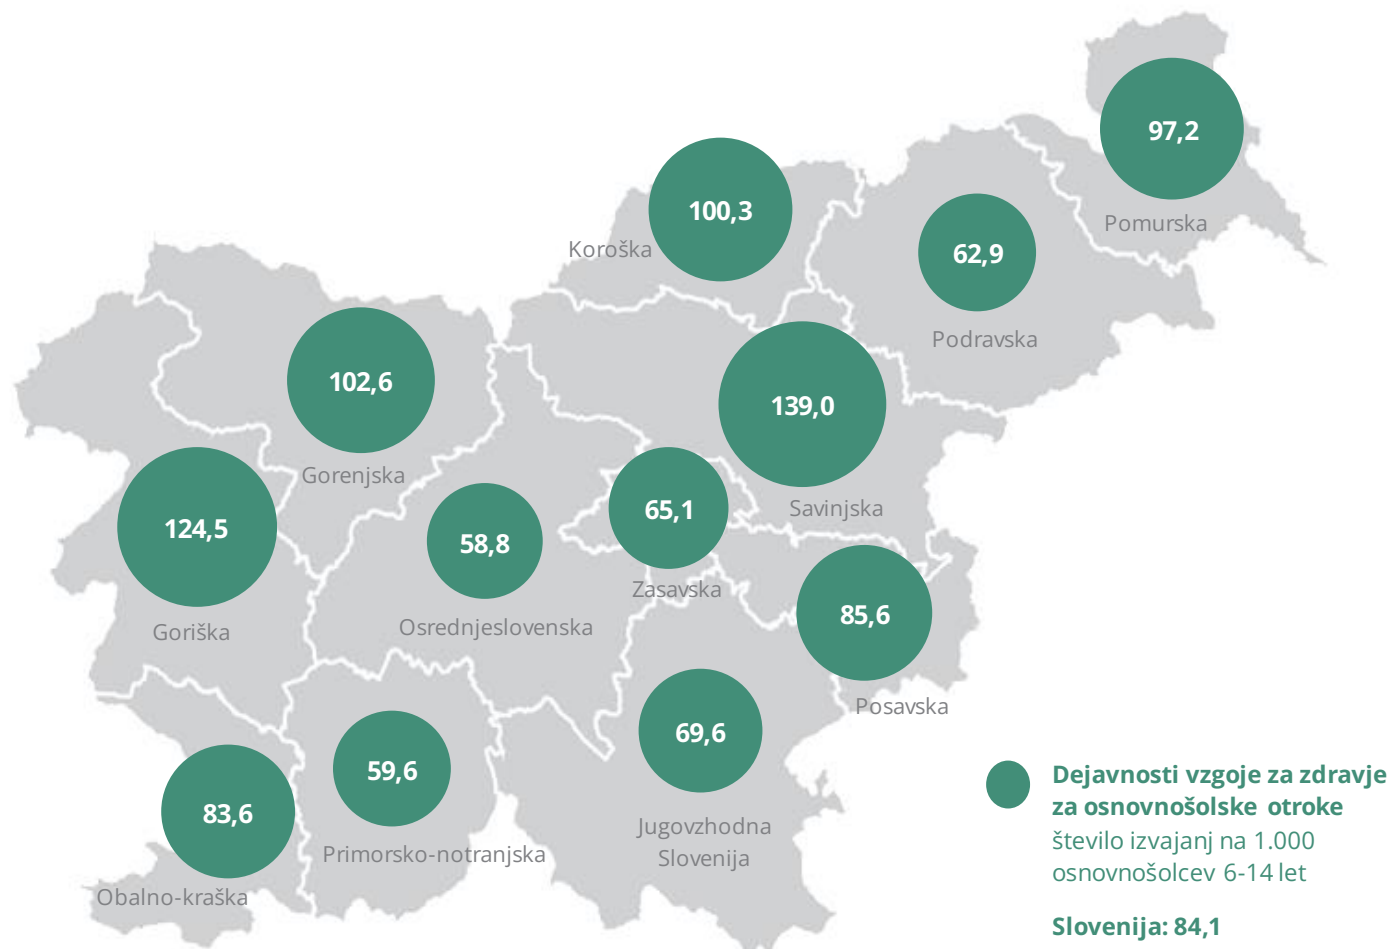 97,2
Pomurska
100,3
Koroška
62,9
Podravska
102,6
Gorenjska
139,0
Savinjska
124,5
Goriška
58,8
Osrednjeslovenska
65,1
Zasavska
85,6
Posavska
69,6
Jugovzhodna
Slovenija
59,6
Primorsko-notranjska
83,6
Obalno-kraška
Dejavnosti vzgoje za zdravje
za osnovnošolske otroke
število izvajanj na 1.000
osnovnošolcev 6-14 let
Slovenija: 84,1